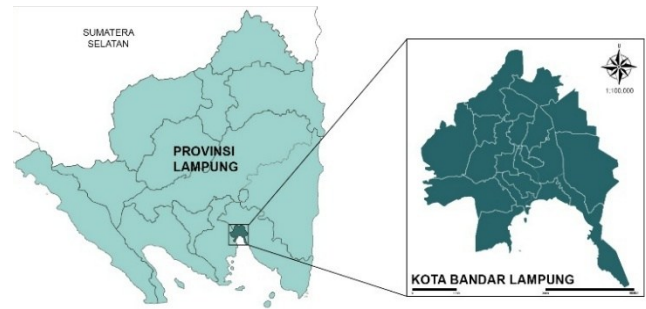 SUMATERA
SELATAN
PROVINSI
LAMPUNG
1:100.000
KOTA BANDAR LAMPUNG